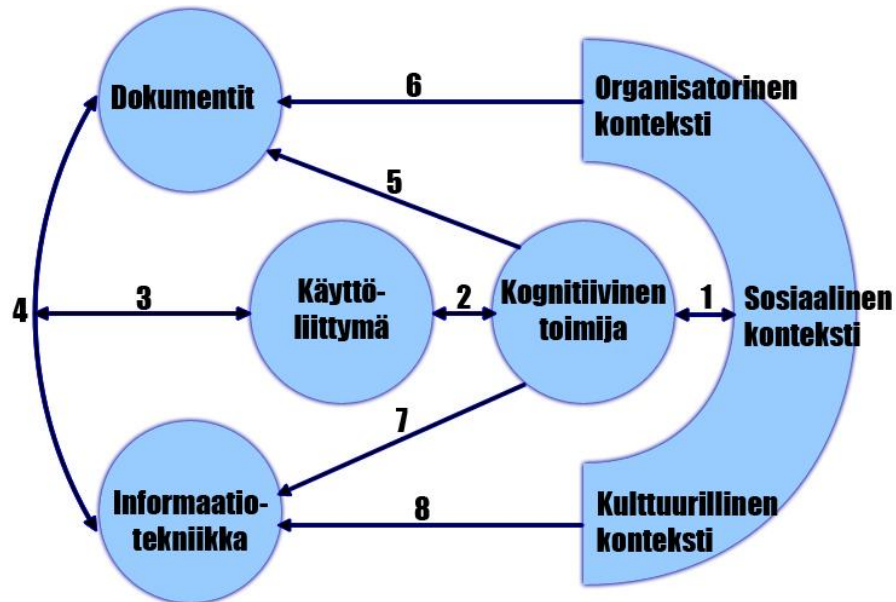 Dokumentit
6
Organisatorinen
konteksti
5
4
3
Käyttö-
liittymä
2
Kognitiivinen
toimija
1
Sosiaalinen
konteksti
7
Informaatio-
tekniikka
8
Kulttuurillinen
konteksti